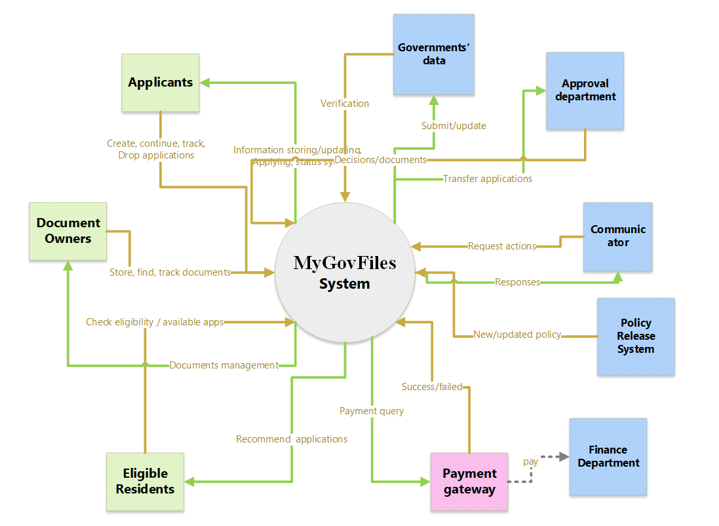 Governments'
data
Applicants
Approval
department
Verification
Submit/update
Create, continue, track,
Drop applications
Information storing/updating,
Applying, status sy
Decisions/documents
Transfer applications
Document
Owners
Communic
ator
Request actions
MyGovFiles
System
Store, find, track documents
Responses
Check eligibility / available apps
New/updated policy
Policy
Release
System
Documents management
Success/failed
Payment query
Recommend applications
Eligible
Residents
Payment
gateway
pay
Finance
Department